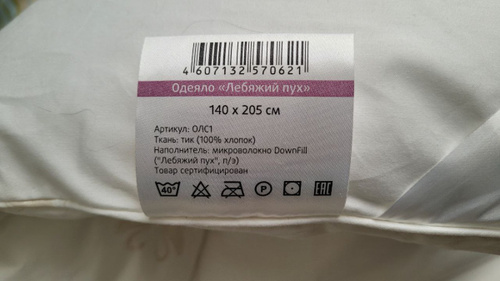 4 607132 570621
Одеяло «Лебяжий пух»
140 х 205 см
Артикул: ОЛС1
Ткань: тик (100% хлопок)
Наполнитель: микроволокно DownFill
("Лебяжий пух", п/э)
Товар сертифицирован
40° P EAC